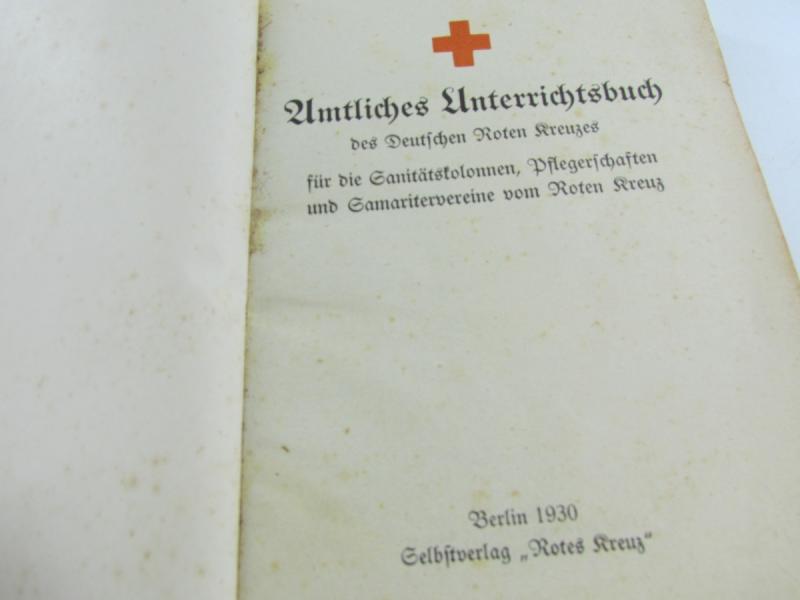 Amtliches Unterrichtsbuch
des Deutschen Roten Kreuzes
für die Sanitätskolonnen, Pflegerschaften
und Samaritervereine vom Roten Kreuz
Berlin 1930
Selbstverlag „Rotes Kreuz“